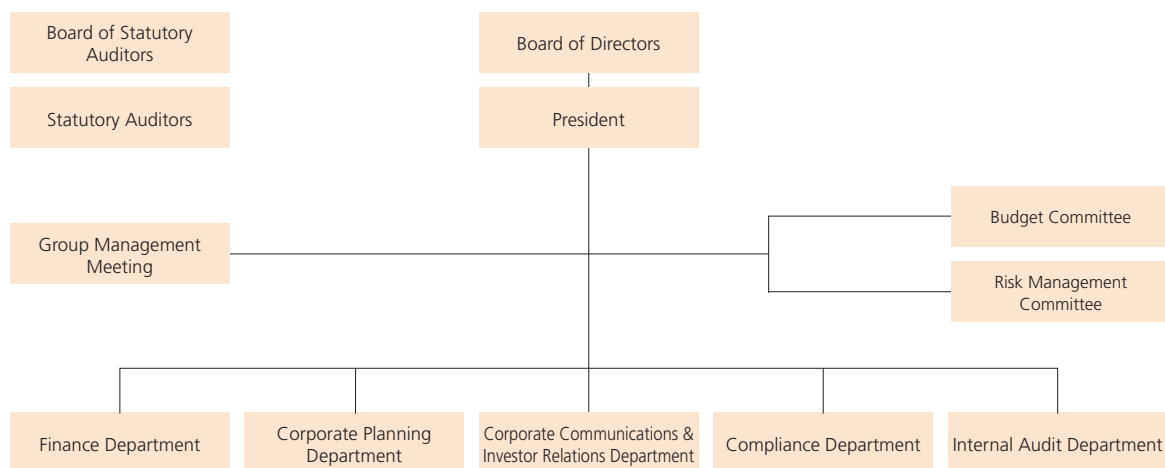 Board of Statutory
Auditors
Board of Directors
Statutory Auditors
President
Budget Committee
Group Management
Meeting
Risk Management
Committee
Finance Department
Corporate Planning
Department
Corporate Communications &
Investor Relations Department
Compliance Department
Internal Audit Department